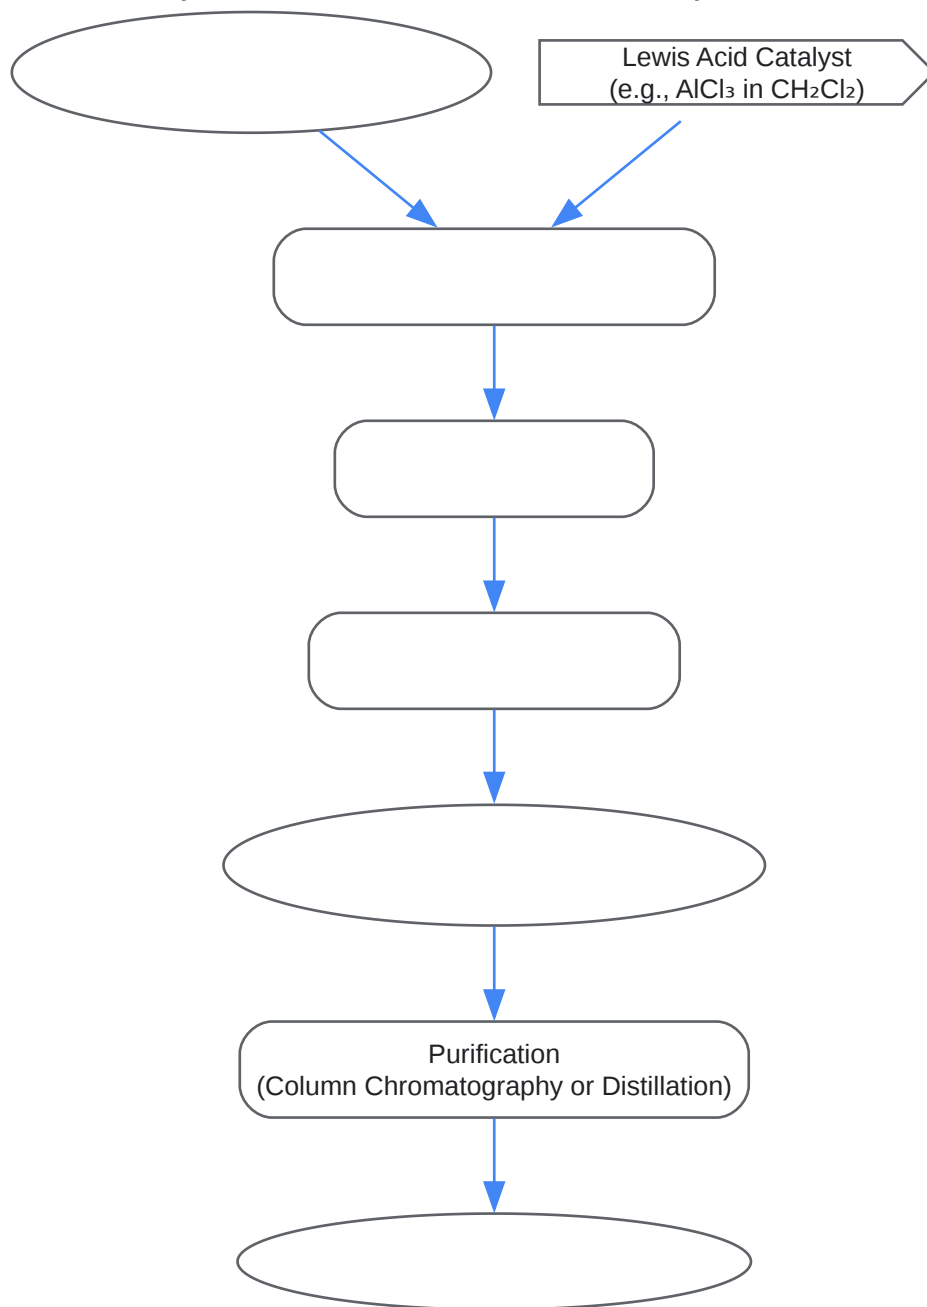 Lewis Acid Catalyst
(e.g., AlCl₃ in CH₂Cl₂)
Purification
(Column Chromatography or Distillation)